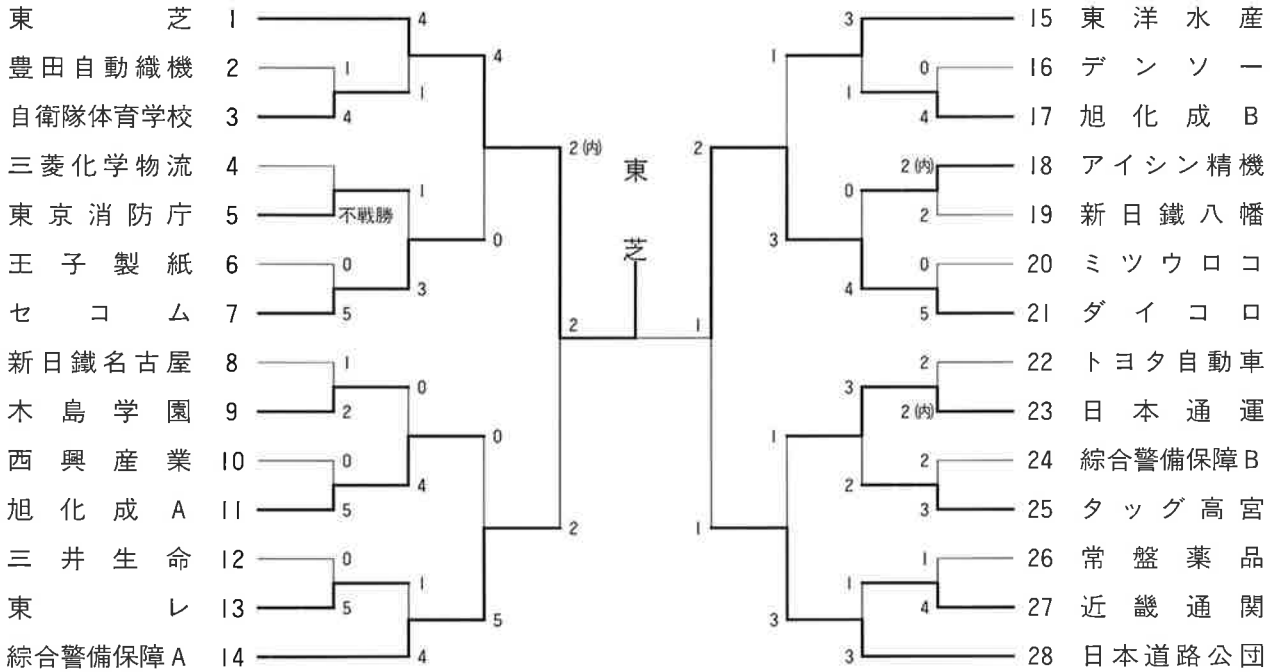 東芝 1
豊田自動織機 2
自衛隊体育学校 3
三菱化学物流 4
東京消防庁 5
王子製紙 6
セコム 7
新日鐵名古屋 8
木島学園 9
西興産業 10
旭化成A 11
三井生命 12
東レ 13
綜合警備保障A 14
4
1
4
1
不戦勝
0
5
1
3
1
2
0
5
0
4
0
5
1
4
4
0
0
5
2(内)
2
2
東芝
1
2
1
1
3
1
3
3
1
0
4
3
2
1
3
0
4
2(内)
2
0
5
2
2(内)
2
3
1
4
15 東洋水産
16 デンソー
17 旭化成B
18 アイシン精機
19 新日鐵八幡
20 ミツウロコ
21 ダイコロ
22 トヨタ自動車
23 日本通運
24 綜合警備保障B
25 タッグ高宮
26 常盤薬品
27 近畿通関
28 日本道路公団